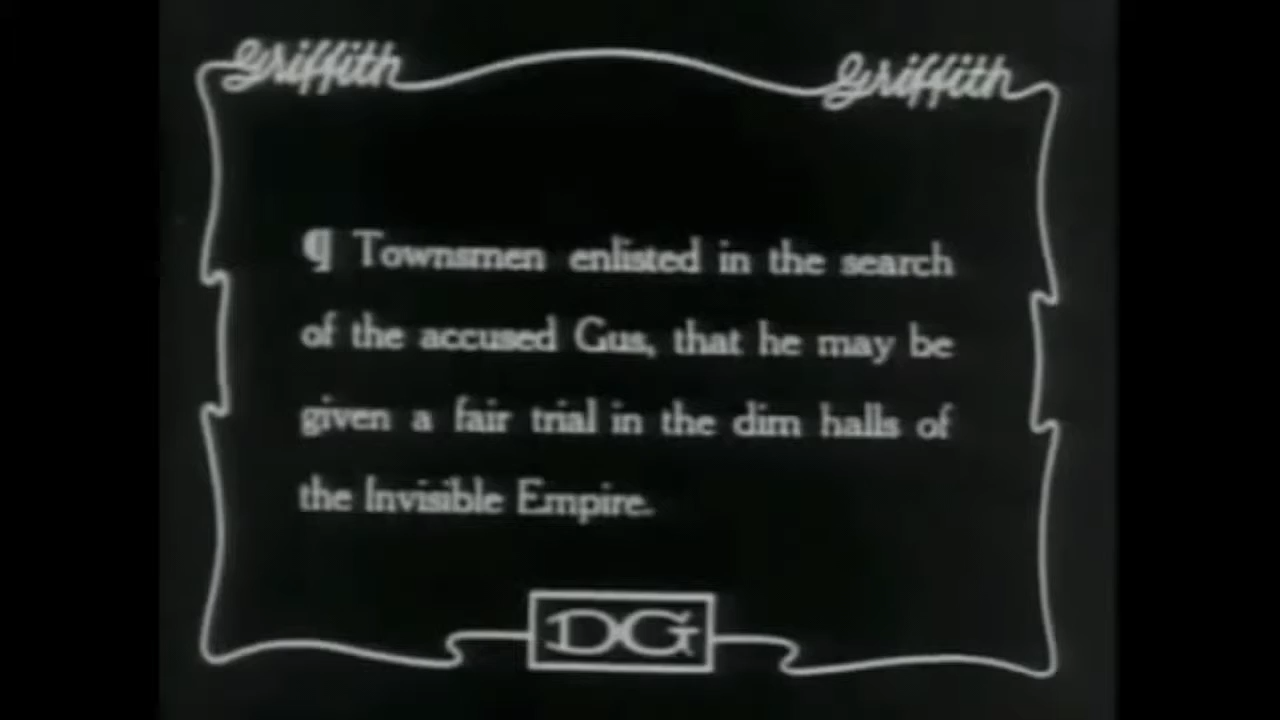 Griffith Griffith
¶ Townsmen enlisted in the search
of the accused Gus, that he may be
given a fair trial in the dim halls of
the Invisible Empire.
DG